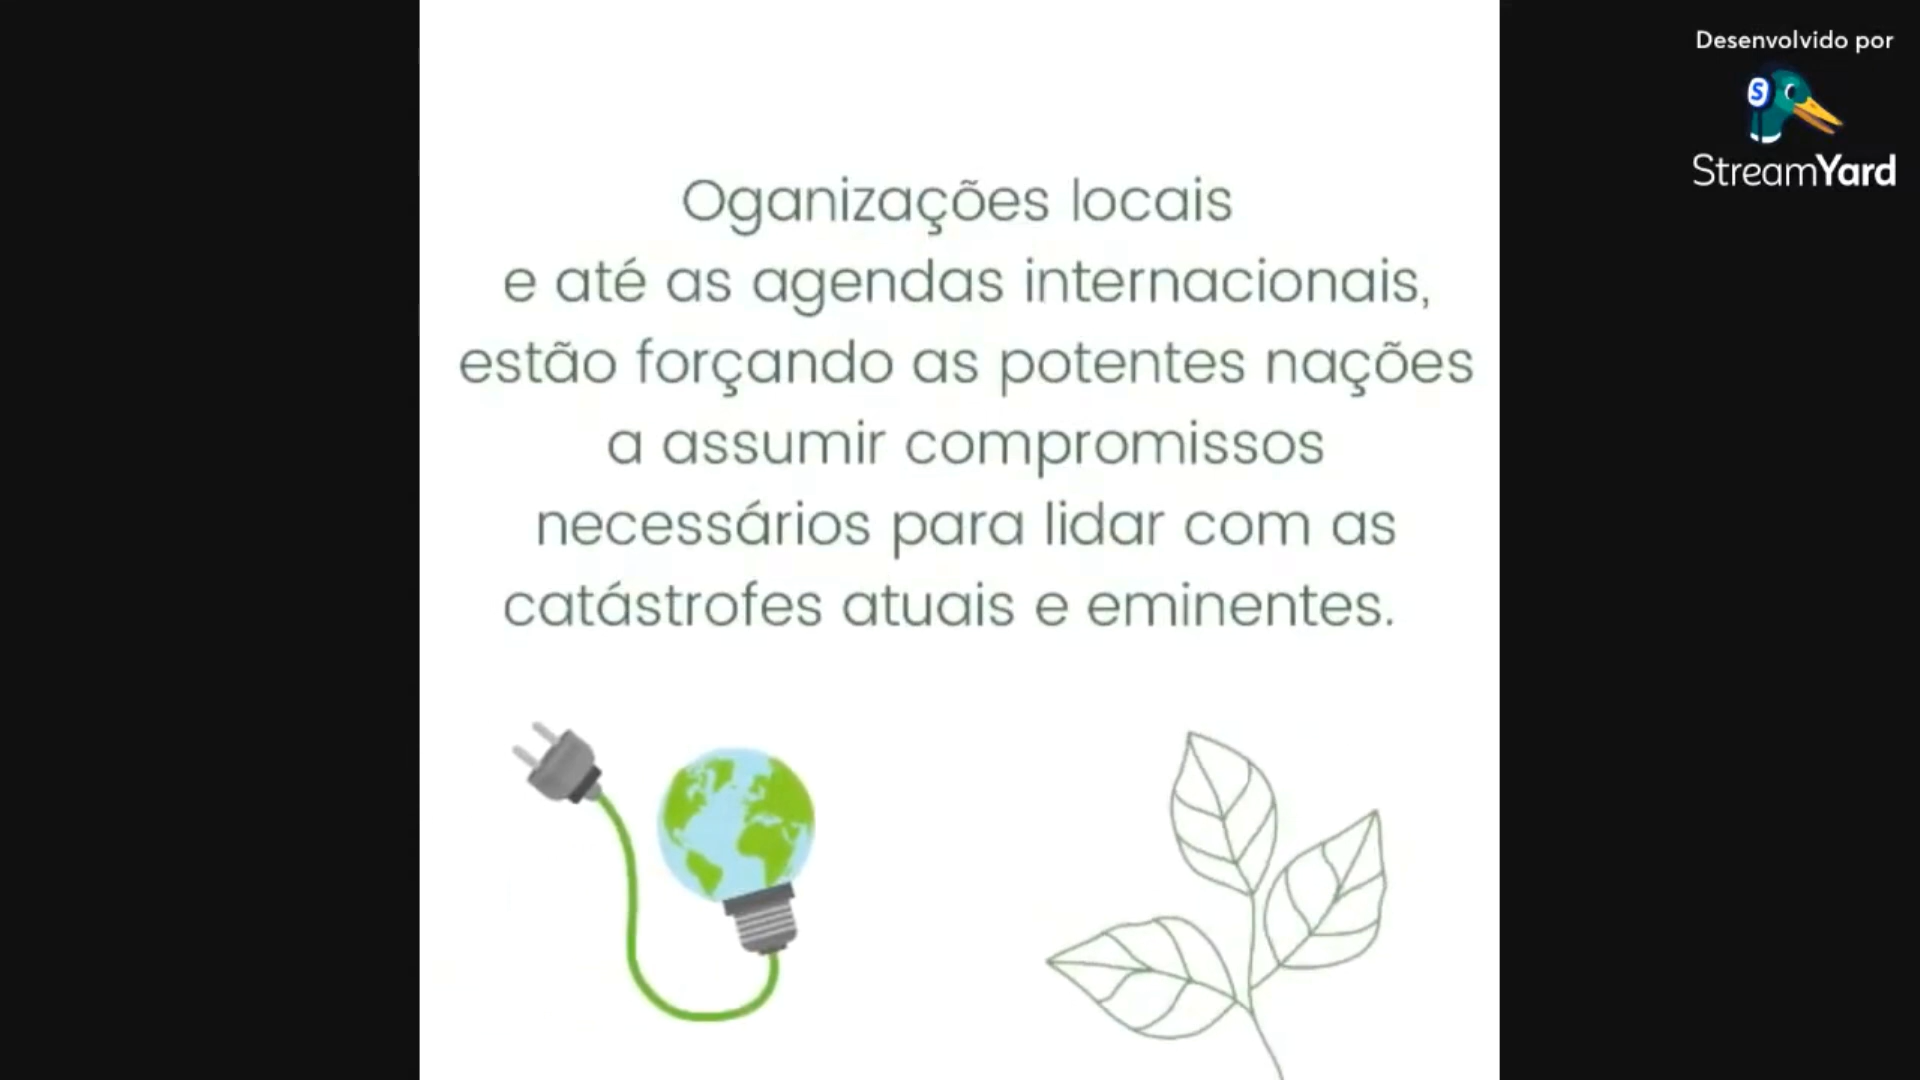 Desenvolvido por
S
StreamYard
Oganizações locais
e até as agendas internacionais,
estão forçando as potentes nações
a assumir compromissos
necessários para lidar com as
catástrofes atuais e eminentes.